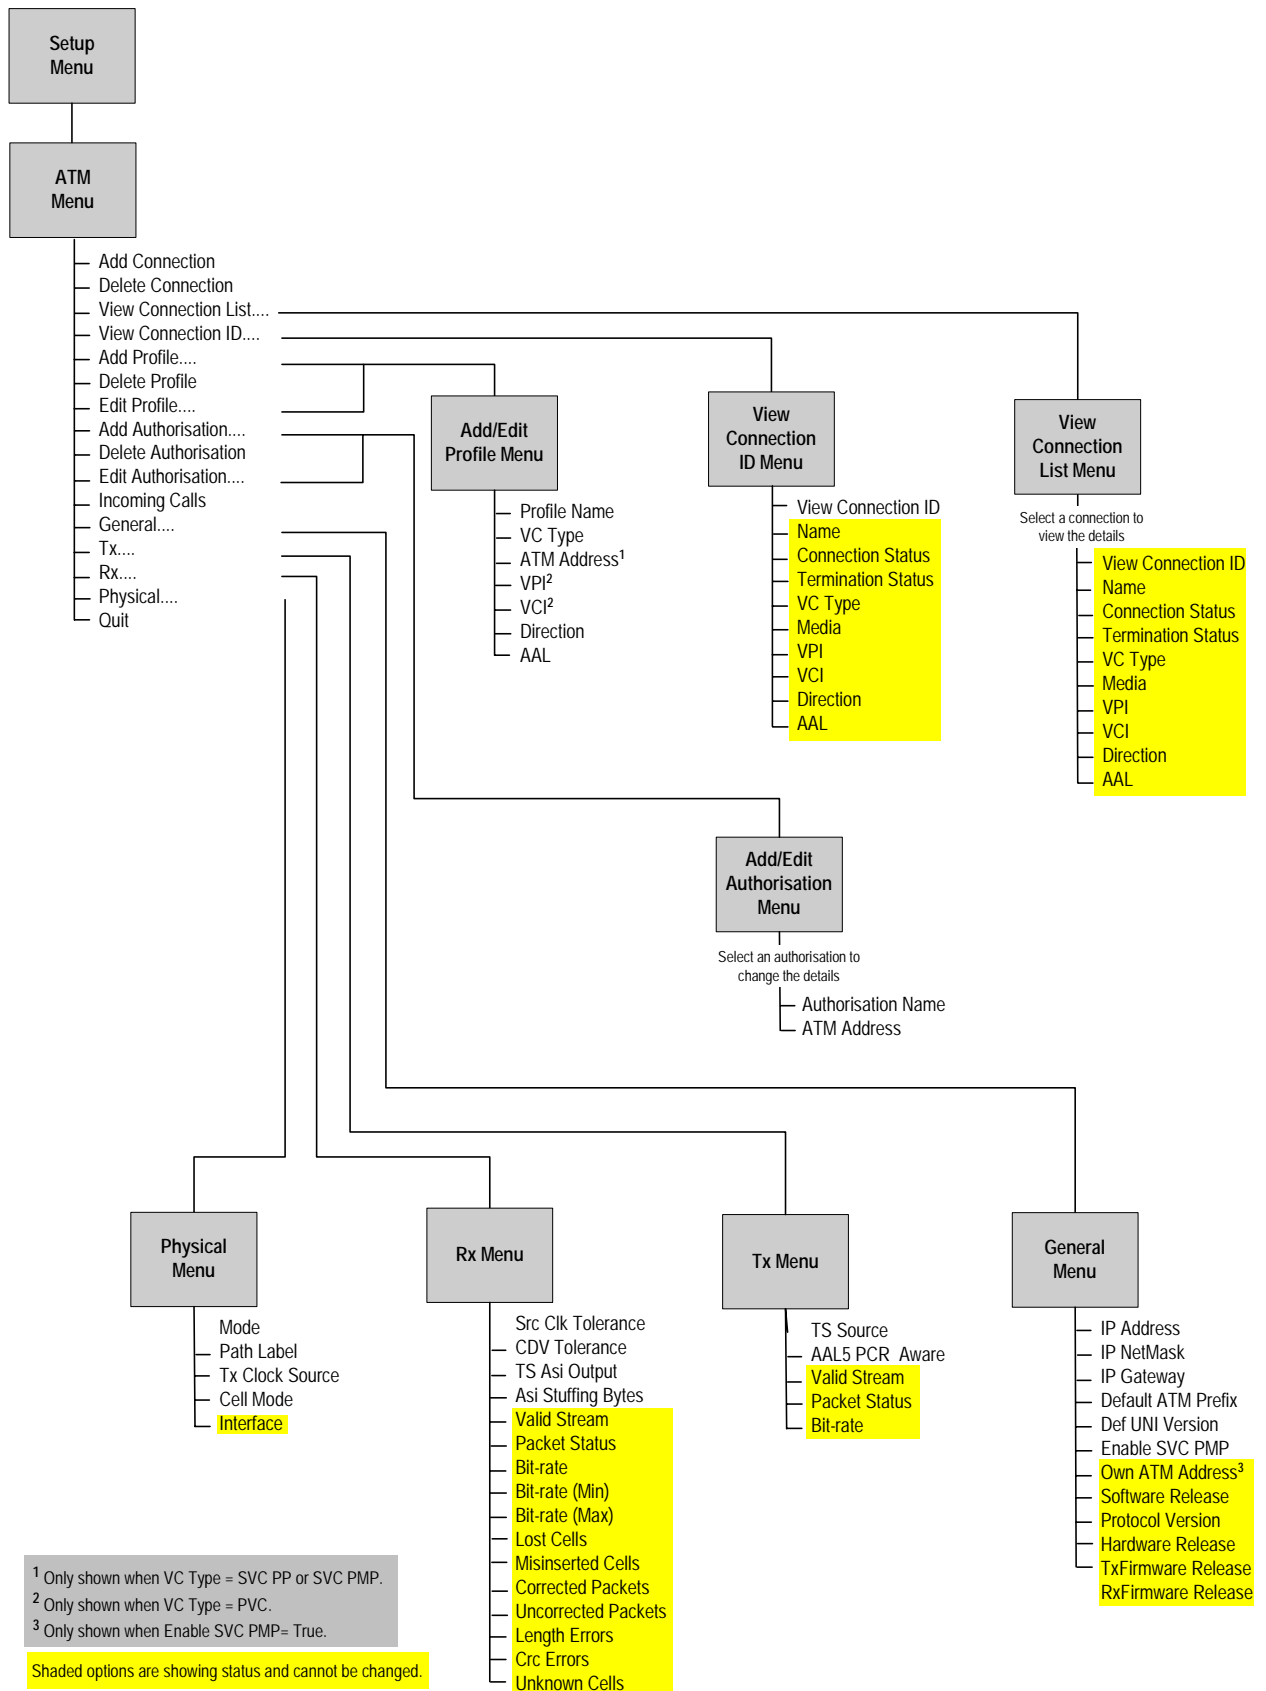 Setup
Menu
ATM
Menu
Add Connection
Delete Connection
View Connection List....
View Connection ID....
Add Profile....
Delete Profile
Edit Profile....
Add Authorisation....
Delete Authorisation
Edit Authorisation....
Incoming Calls
General....
Tx....
Rx....
Physical....
Quit
Add/Edit
Profile Menu
Profile Name
VC Type
ATM Address¹
VPI²
VCI²
Direction
AAL
View
Connection
ID Menu
View Connection ID
Name
Connection Status
Termination Status
VC Type
Media
VPI
VCI
Direction
AAL
View
Connection
List Menu
Select a connection to
view the details
View Connection ID
Name
Connection Status
Termination Status
VC Type
Media
VPI
VCI
Direction
AAL
Add/Edit
Authorisation
Menu
Select an authorisation to
change the details
Authorisation Name
ATM Address
Physical
Menu
Mode
Path Label
Tx Clock Source
Cell Mode
Interface
Rx Menu
Src Clk Tolerance
CDV Tolerance
TS Asi Output
Asi Stuffing Bytes
Valid Stream
Packet Status
Bit-rate
Bit-rate (Min)
Bit-rate (Max)
Lost Cells
Misinserted Cells
Corrected Packets
Uncorrected Packets
Length Errors
Crc Errors
Unknown Cells
Tx Menu
TS Source
AAL5 PCR Aware
Valid Stream
Packet Status
Bit-rate
General
Menu
IP Address
IP NetMask
IP Gateway
Default ATM Prefix
Def UNI Version
Enable SVC PMP
Own ATM Address³
Software Release
Protocol Version
Hardware Release
TxFirmware Release
RxFirmware Release
¹ Only shown when VC Type = SVC PP or SVC PMP.
² Only shown when VC Type = PVC.
³ Only shown when Enable SVC PMP= True.
Shaded options are showing status and cannot be changed.